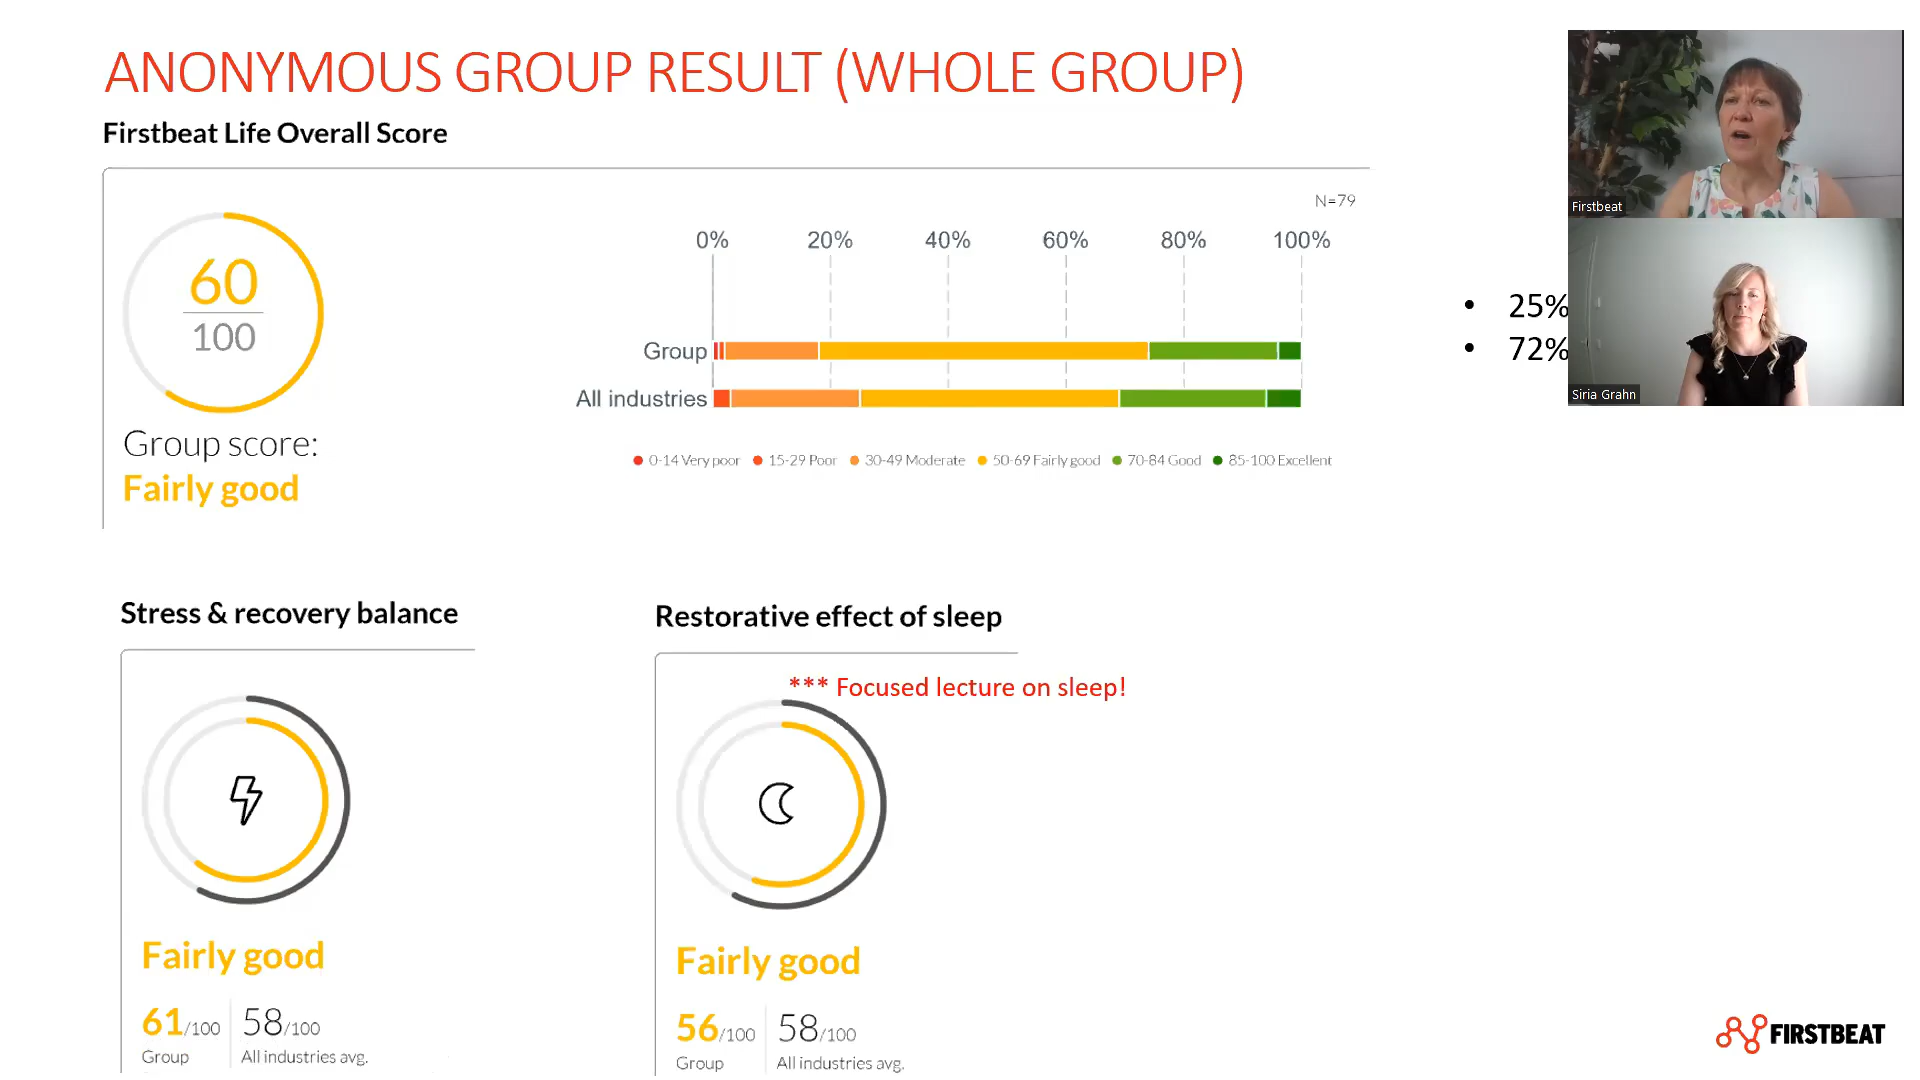 ANONYMOUS GROUP RESULT (WHOLE GROUP)
Firstbeat Life Overall Score
N=79
0% 20% 40% 60% 80% 100%
60
100
Group
All industries
Group score:
Fairly good
0-14 Very poor 15-29 Poor 30-49 Moderate 50-69 Fairly good 70-84 Good 85-100 Excellent
• 25%
• 72%
Firstbeat
Siria Grahn
Stress & recovery balance
Fairly good
61/100 58/100
Group All industries avg.
Restorative effect of sleep
*** Focused lecture on sleep!
Fairly good
56/100 58/100
Group All industries avg.
FIRSTBEAT